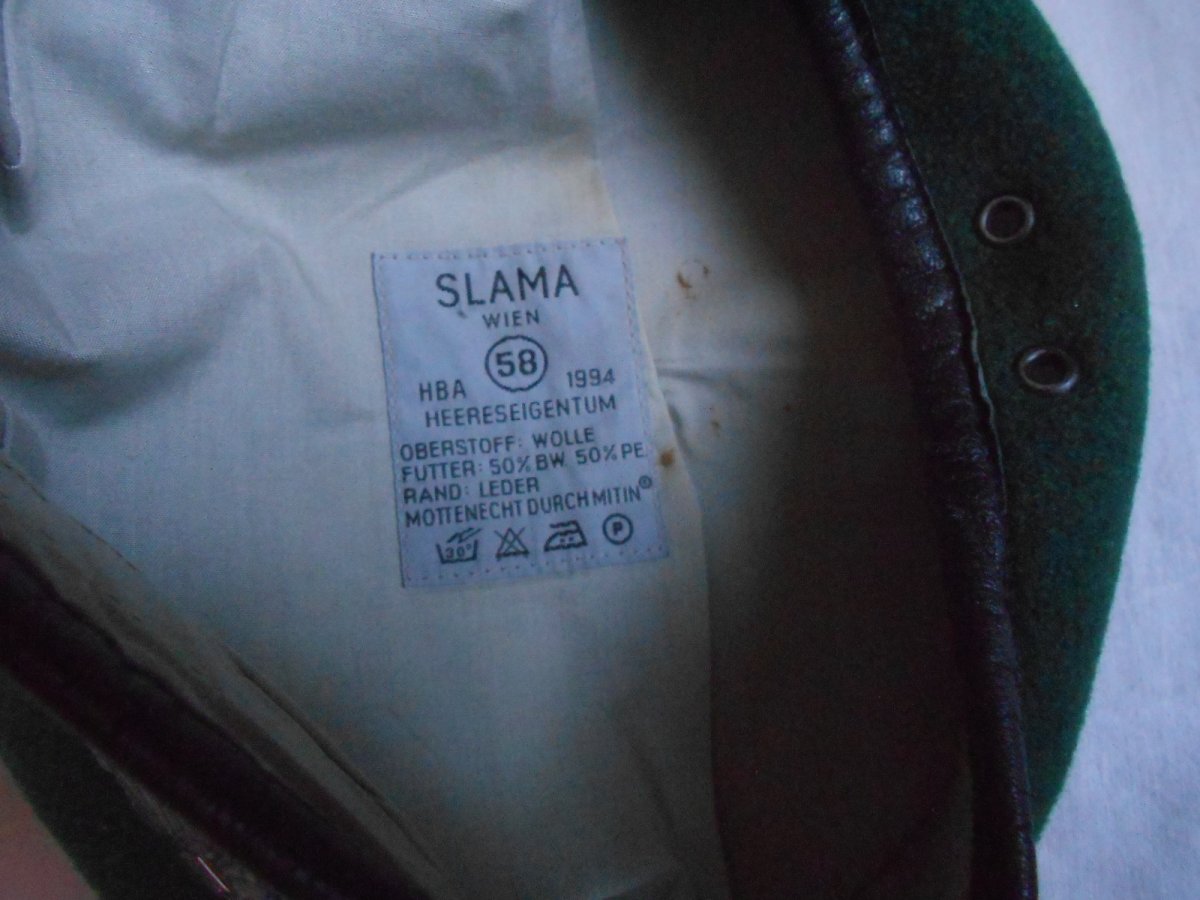 SLAMA
WIEN
58
HBA 1994
HEERESEIGENTUM
OBERSTOFF: WOLLE
FUTTER: 50% BW 50% PE.
RAND: LEDER
MOTTENECHT DURCH MITIN®
30° P